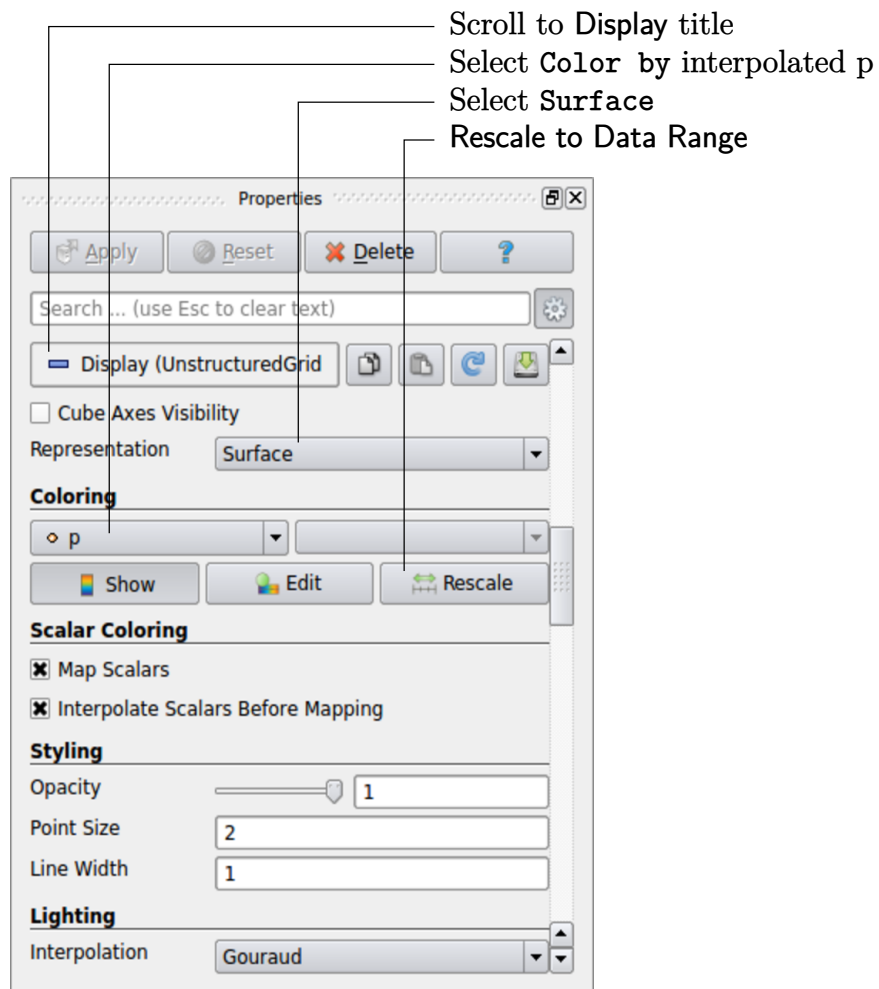 Scroll to Display title
Select Color by interpolated p
Select Surface
Rescale to Data Range
Properties
Apply Reset Delete ?
Search ... (use Esc to clear text)
Display (UnstructuredGrid
Cube Axes Visibility
Representation Surface
Coloring
p
Show Edit Rescale
Scalar Coloring
Map Scalars
Interpolate Scalars Before Mapping
Styling
Opacity 1
Point Size 2
Line Width 1
Lighting
Interpolation Gouraud